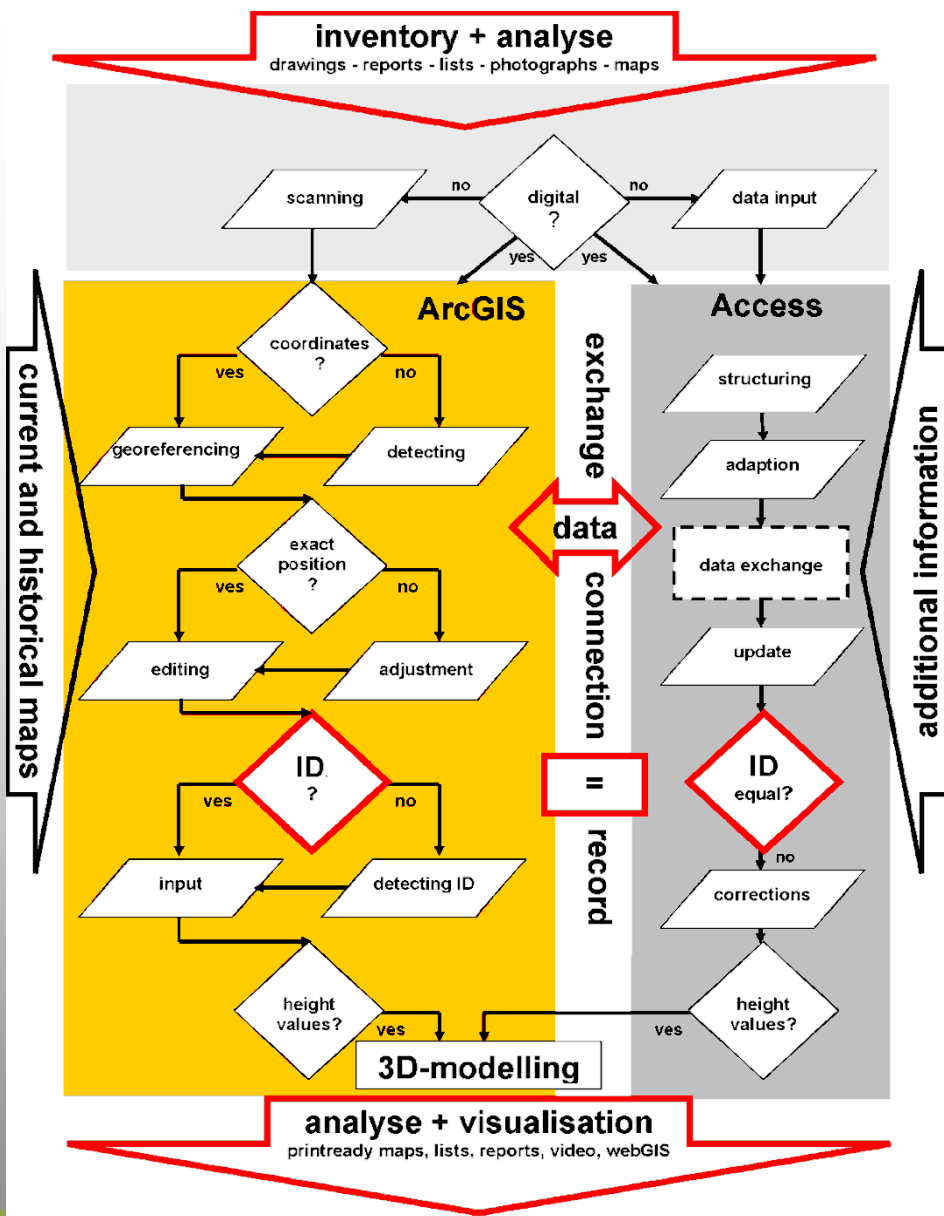 inventory + analyse
drawings - reports - lists - photographs - maps
scanning
no
digital
?
no
data input
yes
yes
ArcGIS
Access
current and historical maps
additional information
exchange
data
connection
=
record
coordinates
?
yes
no
georeferencing
detecting
exact
position
?
yes
no
editing
adjustment
ID
?
yes
no
input
detecting ID
height
values?
yes
structuring
adaption
data exchange
update
ID
equal?
no
corrections
height
values?
yes
3D-modelling
analyse + visualisation
printready maps, lists, reports, video, webGIS